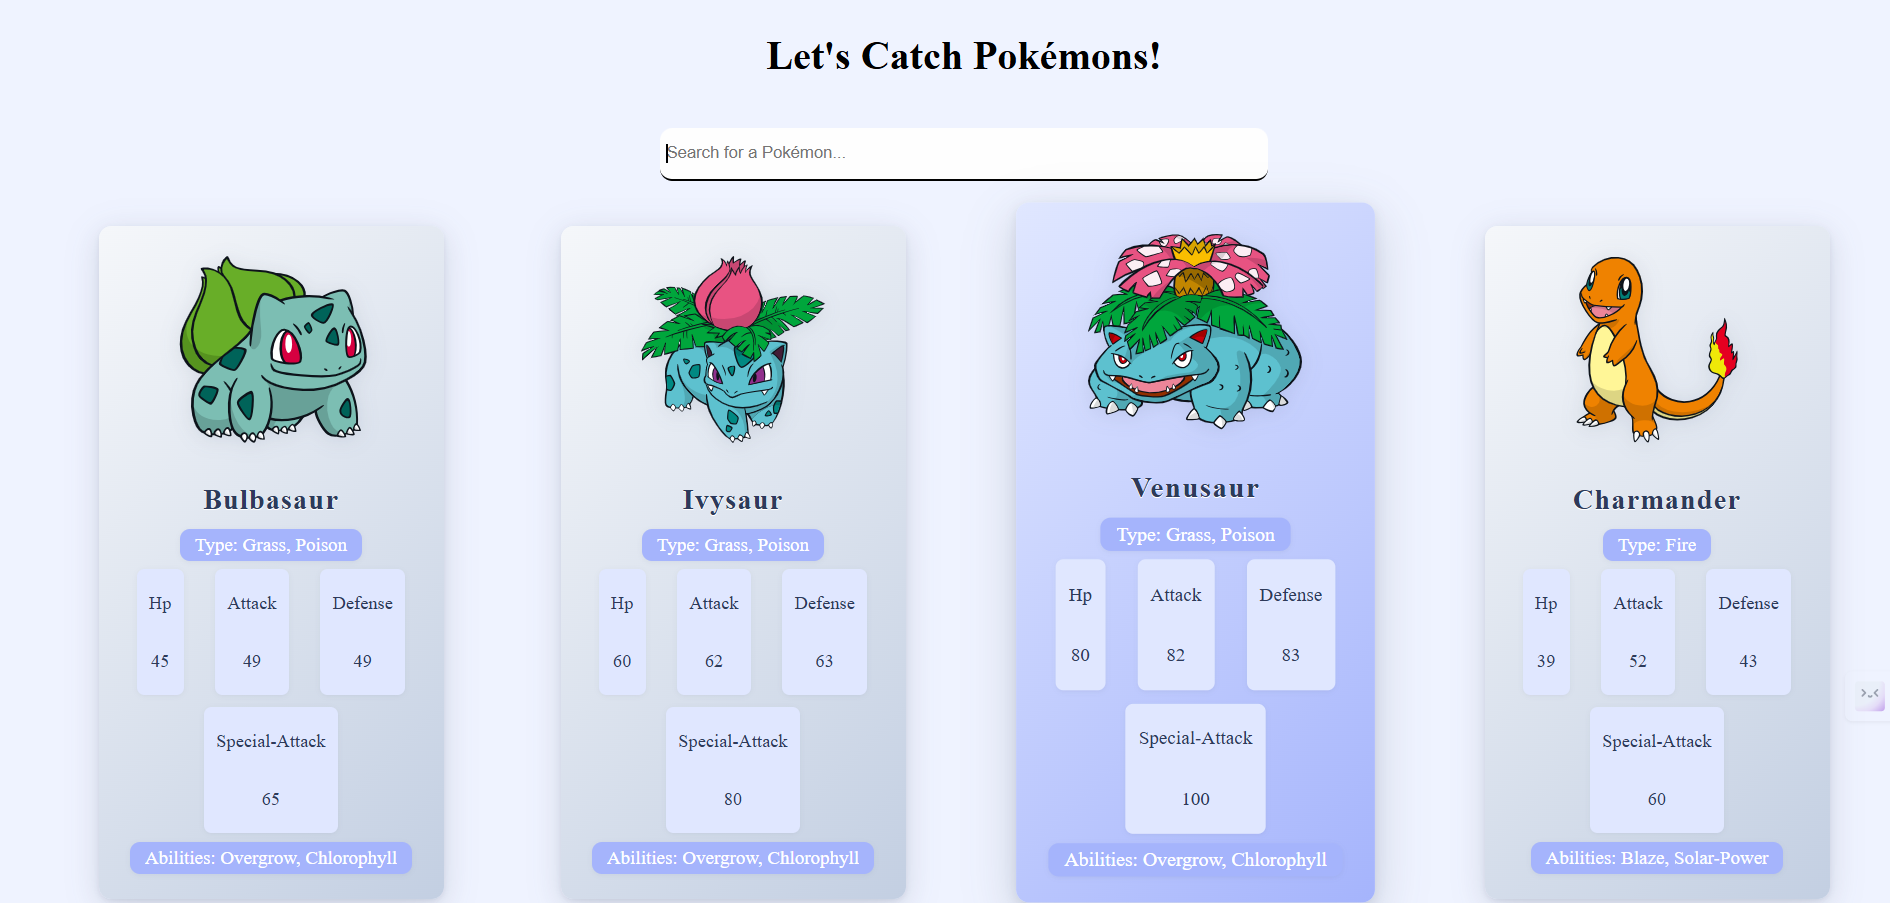 Let's Catch Pokémons!
Search for a Pokémon...
Bulbasaur
Type: Grass, Poison
Hp
45
Attack
49
Defense
49
Special-Attack
65
Abilities: Overgrow, Chlorophyll
Ivysaur
Type: Grass, Poison
Hp
60
Attack
62
Defense
63
Special-Attack
80
Abilities: Overgrow, Chlorophyll
Venusaur
Type: Grass, Poison
Hp
80
Attack
82
Defense
83
Special-Attack
100
Abilities: Overgrow, Chlorophyll
Charmander
Type: Fire
Hp
39
Attack
52
Defense
43
Special-Attack
60
Abilities: Blaze, Solar-Power